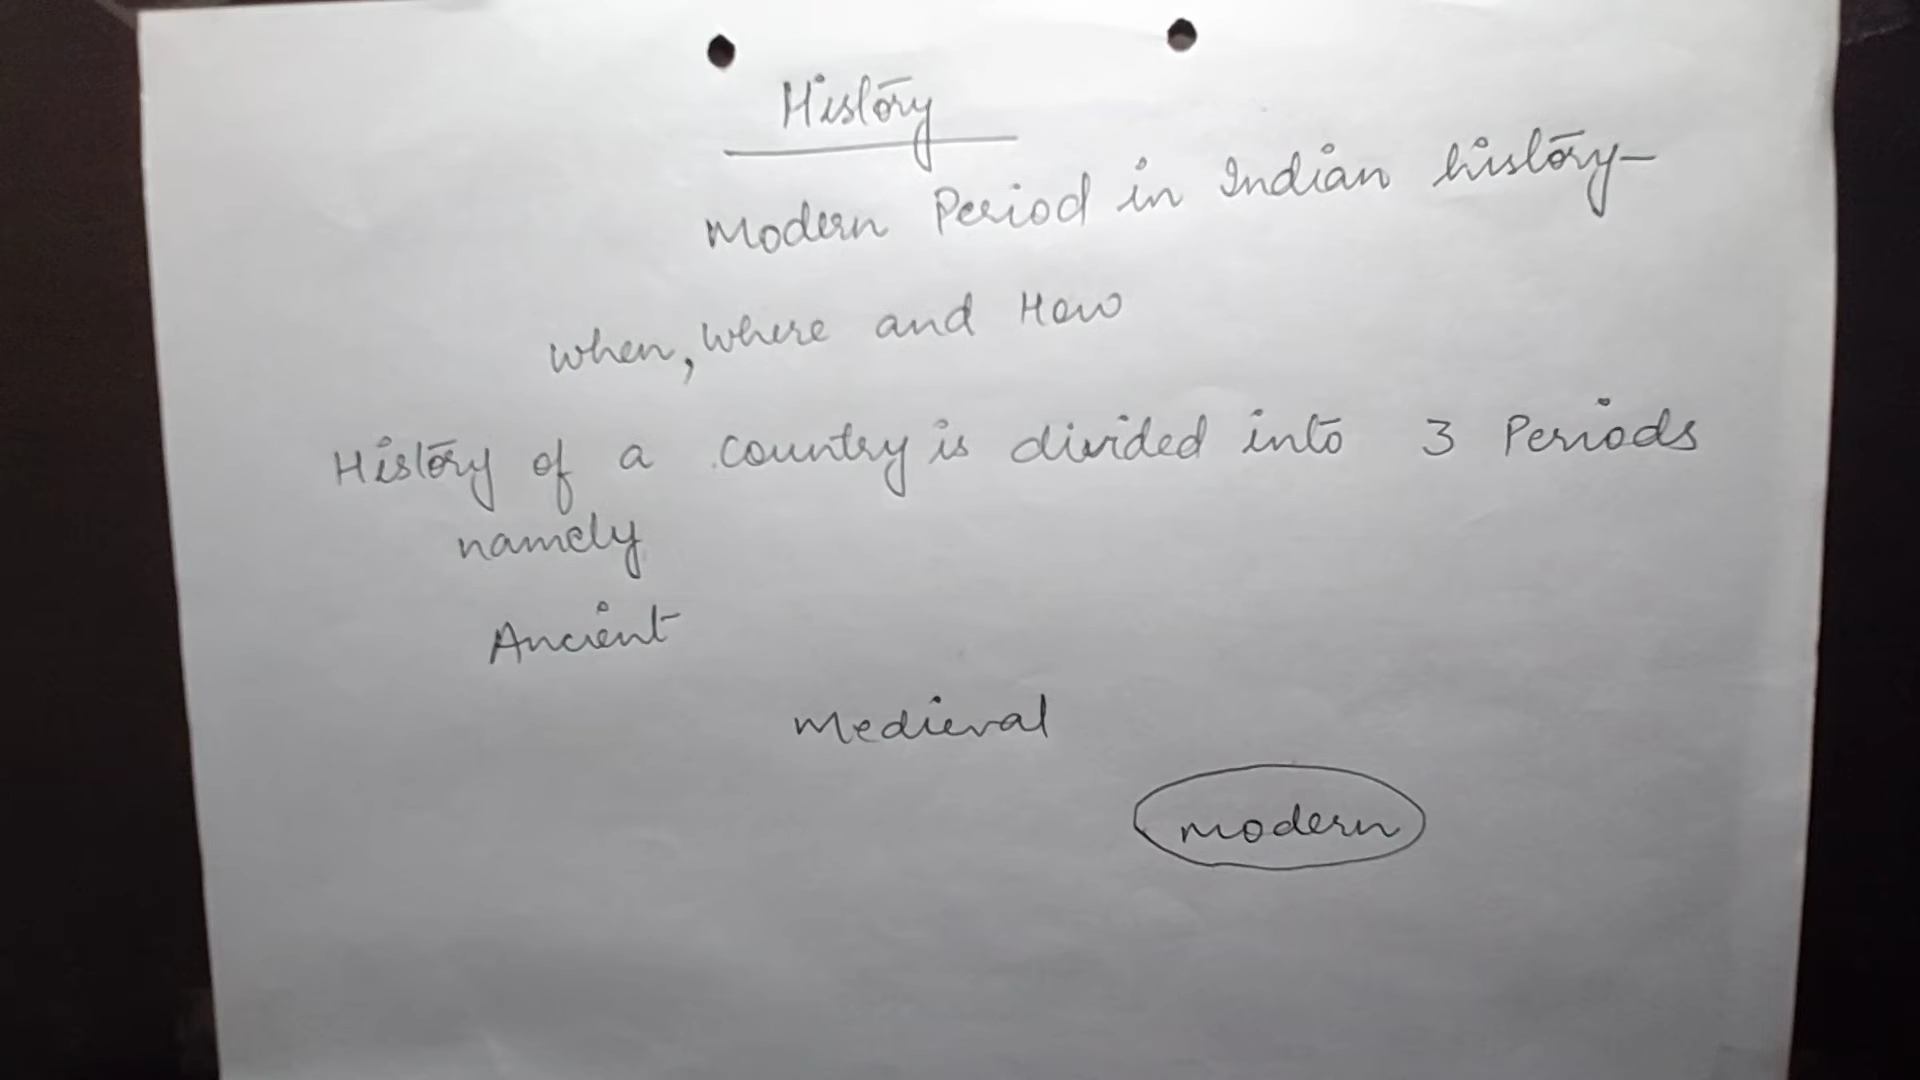 History
Modern Period in Indian history-
When, Where and How
History of a country is divided into 3 Periods
namely
Ancient
Medieval
modern